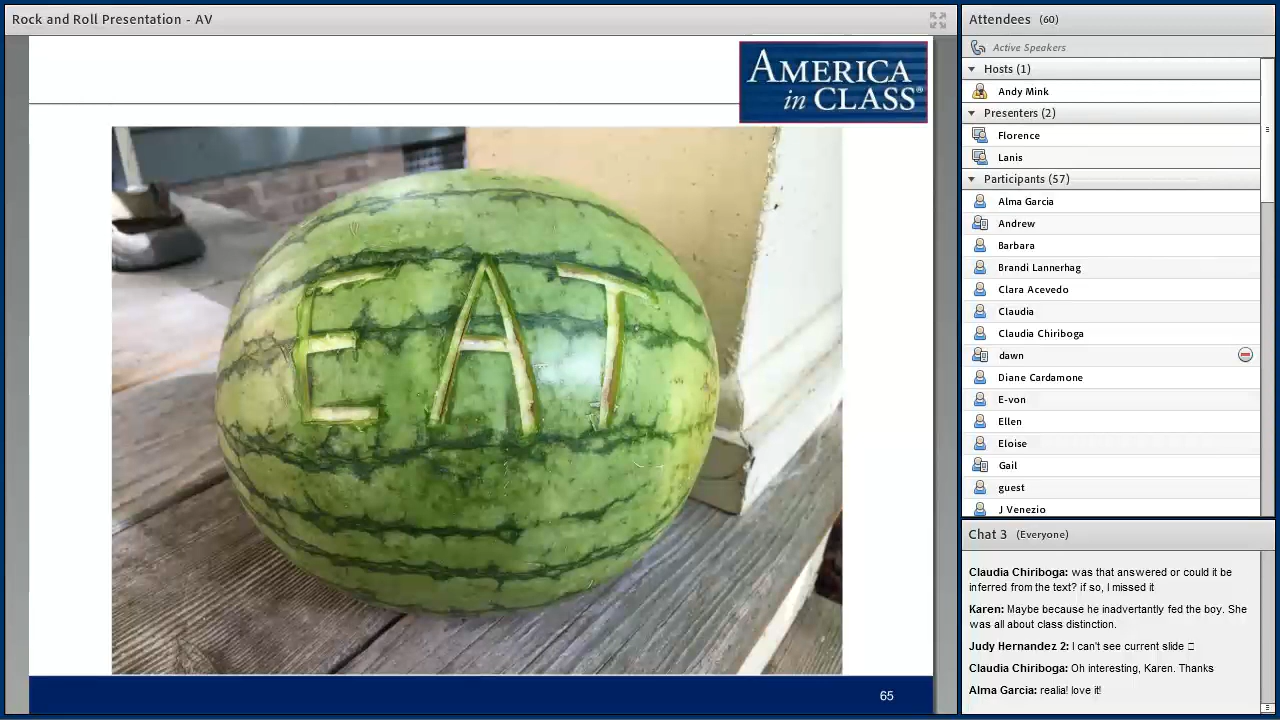 Rock and Roll Presentation - AV
AMERICA
in CLASS®
EAT
65
Attendees (60)
Active Speakers
Hosts (1)
Andy Mink
Presenters (2)
Florence
Lanis
Participants (57)
Alma Garcia
Andrew
Barbara
Brandi Lannerhag
Clara Acevedo
Claudia
Claudia Chiriboga
dawn
Diane Cardamone
E-von
Ellen
Eloise
Gail
guest
J Venezio
Chat 3 (Everyone)
Claudia Chiriboga: was that answered or could it be
inferred from the text? if so, I missed it
Karen: Maybe because he inadvertantly fed the boy. She
was all about class distinction.
Judy Hernandez 2: I can't see current slide
Claudia Chiriboga: Oh interesting, Karen. Thanks
Alma Garcia: realia! love it!